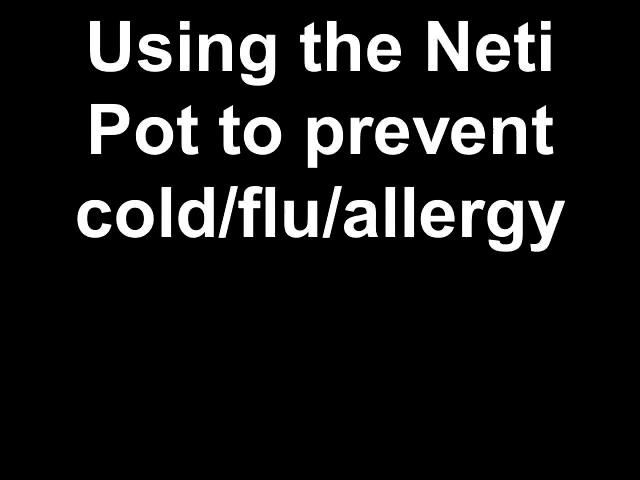 Using the Neti
Pot to prevent
cold/flu/allergy